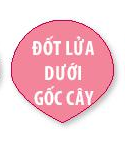 ĐỐT LỬA
DƯỚI
GỐC CÂY